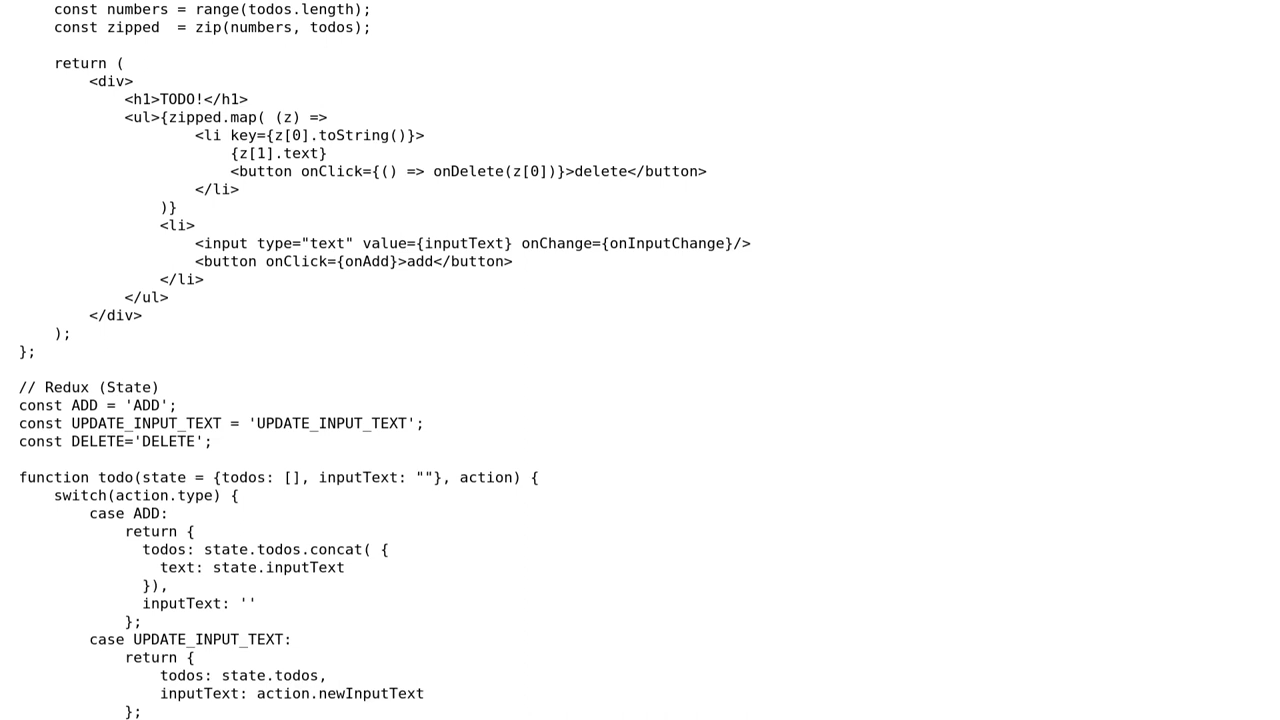 const numbers = range(todos.length);
    const zipped  = zip(numbers, todos);

    return (
        <div>
            <h1>TODO!</h1>
            <ul>{zipped.map( (z) =>
                    <li key={z[0].toString()}>
                        {z[1].text}
                        <button onClick={() => onDelete(z[0])}>delete</button>
                    </li>
                )}
                <li>
                    <input type="text" value={inputText} onChange={onInputChange}/>
                    <button onClick={onAdd}>add</button>
                </li>
            </ul>
        </div>
    );
};

// Redux (State)
const ADD = 'ADD';
const UPDATE_INPUT_TEXT = 'UPDATE_INPUT_TEXT';
const DELETE='DELETE';

function todo(state = {todos: [], inputText: ""}, action) {
    switch(action.type) {
        case ADD:
            return {
              todos: state.todos.concat( {
                text: state.inputText
              }),
              inputText: ''
            };
        case UPDATE_INPUT_TEXT:
            return {
                todos: state.todos,
                inputText: action.newInputText
            };